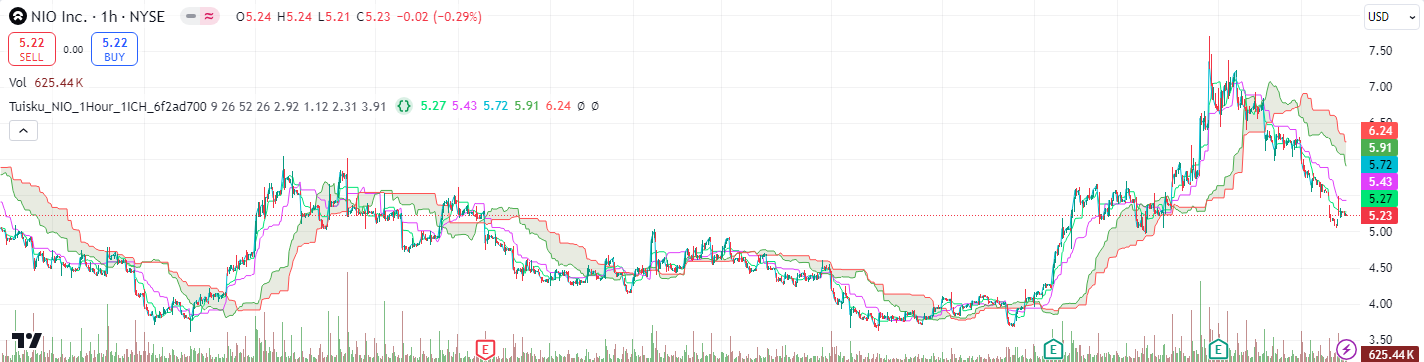 NIO Inc. · 1h · NYSE O5.24 H5.24 L5.21 C5.23 −0.02 (−0.29%)
USD
5.22 SELL 0.00 5.22 BUY
Vol 625.44 K
Tuisku_NIO_1Hour_1ICH_6f2ad700 9 26 52 26 2.92 1.12 2.31 3.91 {} 5.27 5.43 5.72 5.91 6.24 Ø Ø
7.50
7.00
6.50
6.24
5.91
5.72
5.43
5.27
5.23
5.00
4.50
4.00
3.50
625.44 K
E
E
E